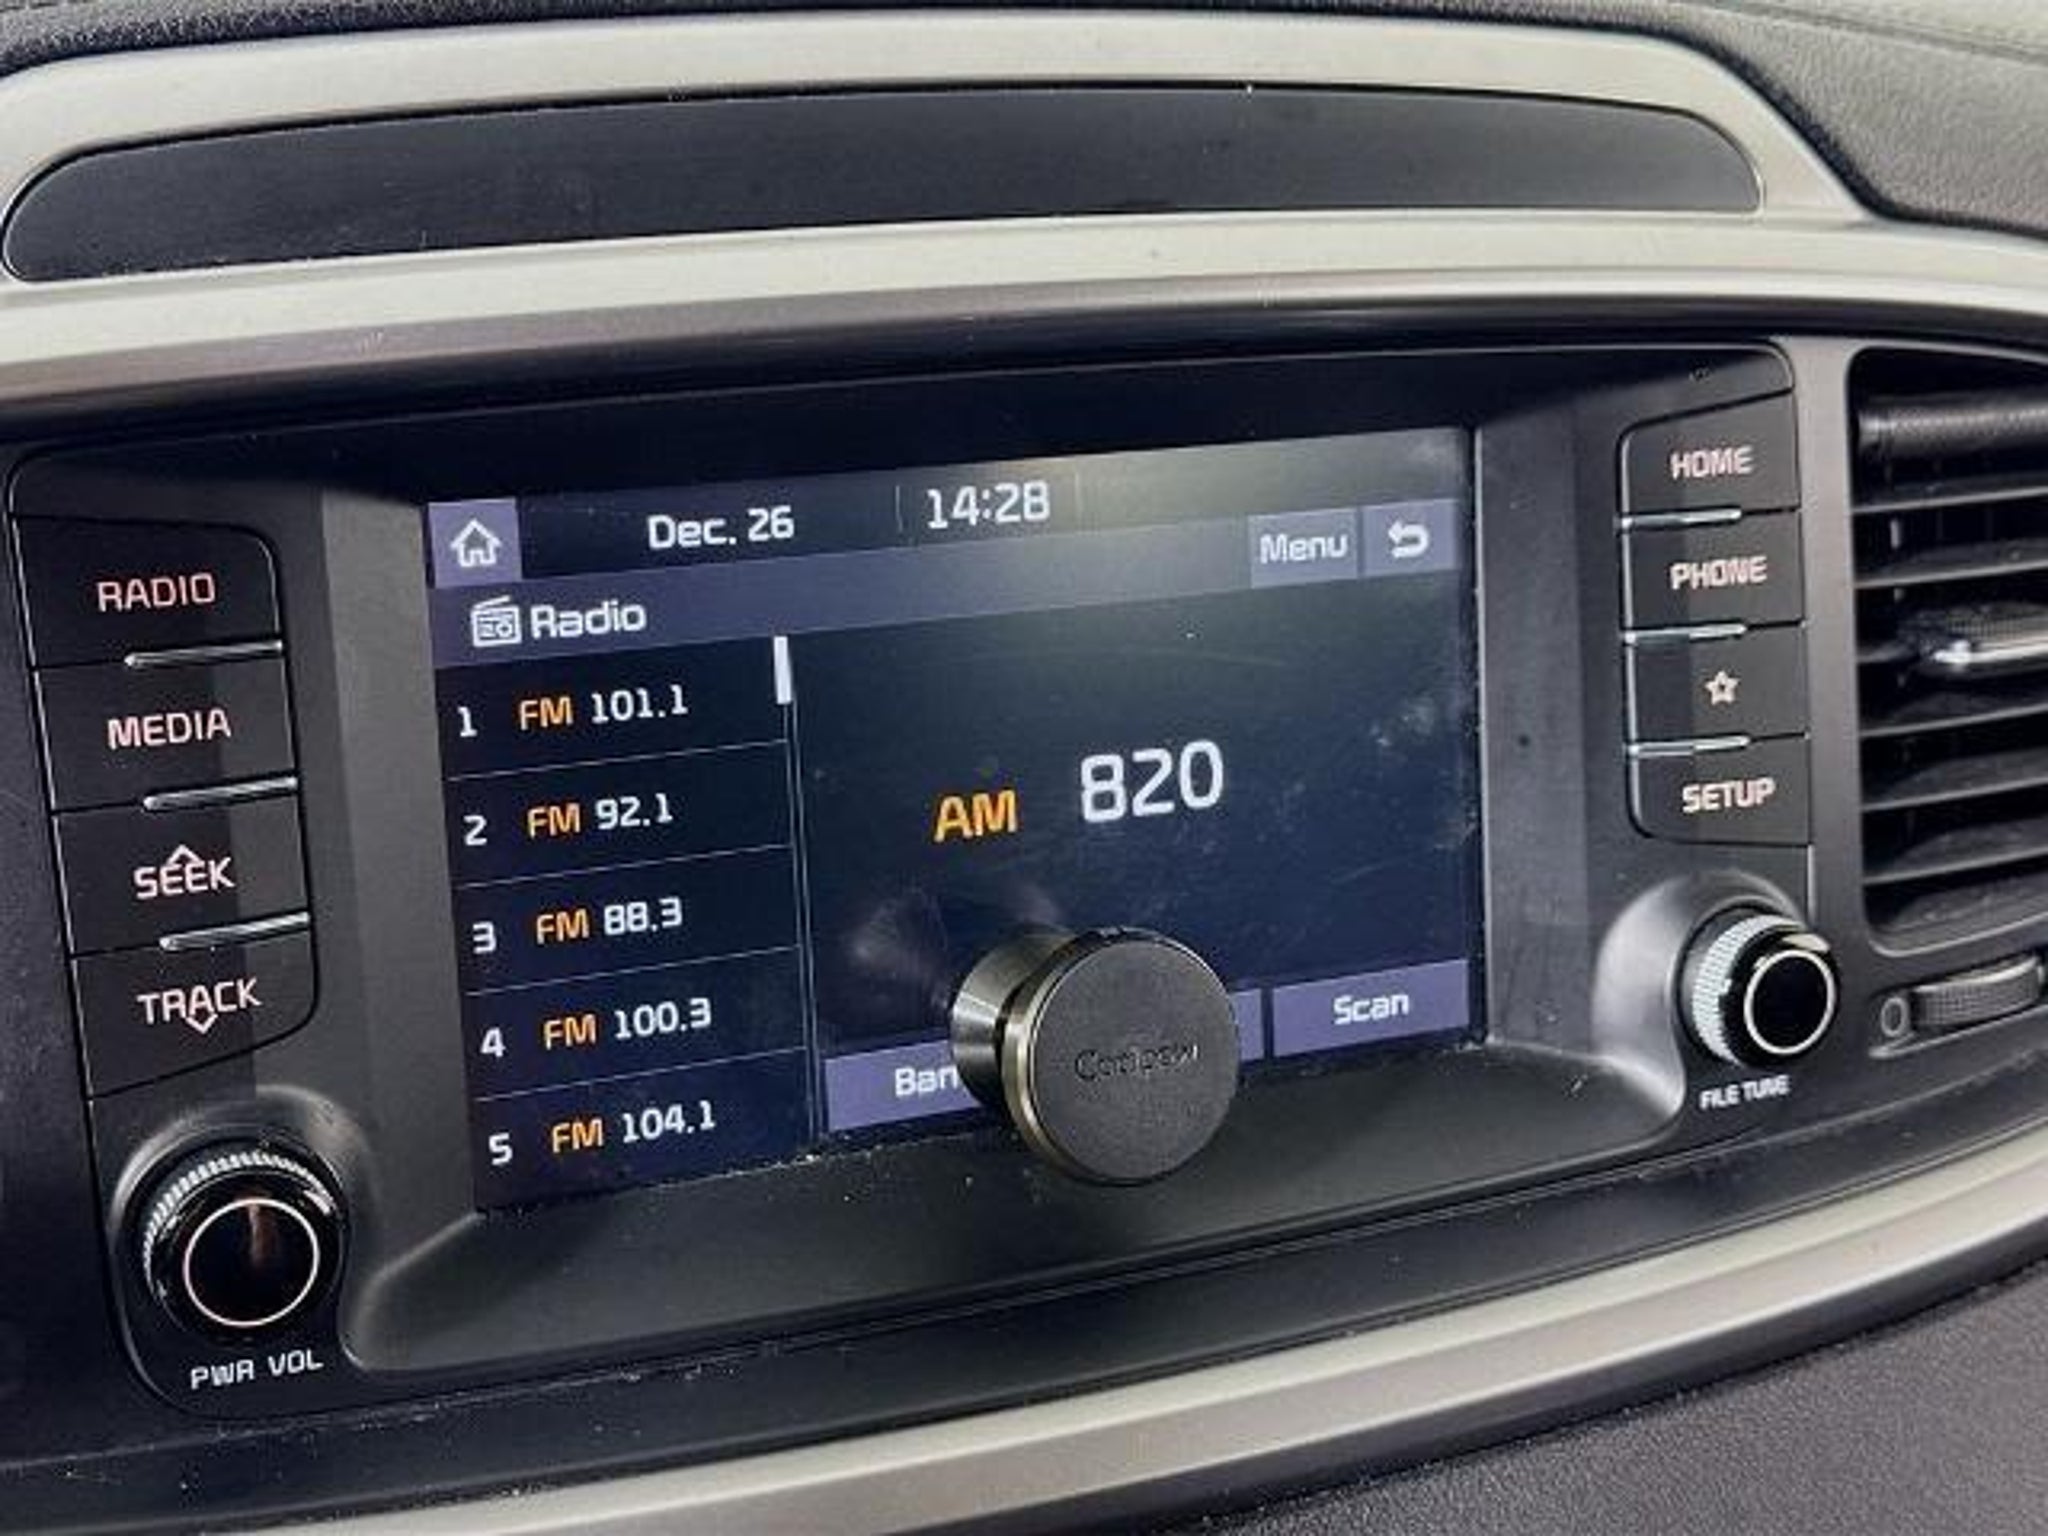 Dec. 26
14:28
Menu
Radio
1 FM 101.1
2 FM 92.1
3 FM 88.3
4 FM 100.3
5 FM 104.1
AM 820
Ban
Scan
RADIO
MEDIA
SEEK
TRACK
PWR VOL
HOME
PHONE
SETUP
FILE TUNE
0